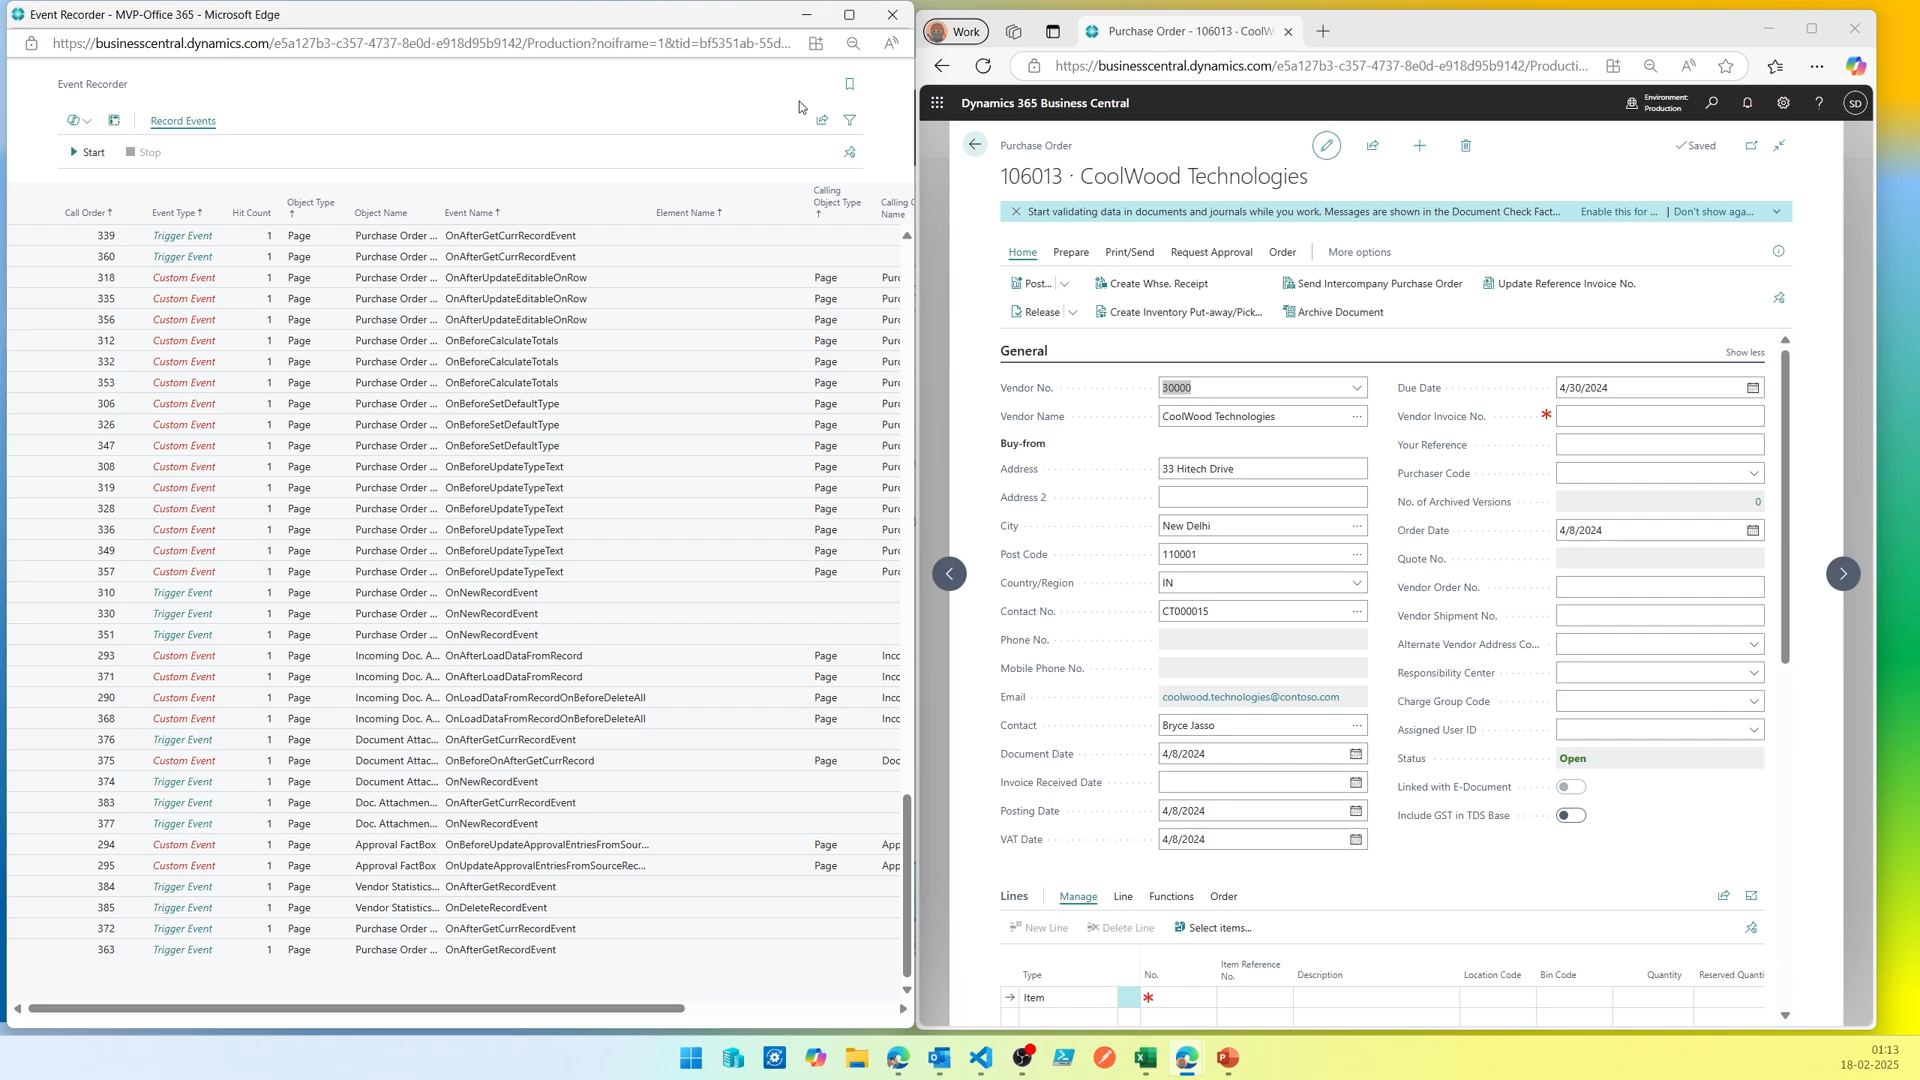 Event Recorder - MVP-Office 365 - Microsoft Edge
https://businesscentral.dynamics.com/e5a127b3-c357-4737-8e0d-e918d95b9142/Production?noiframe=1&tid=bf5351ab-55d...
Event Recorder
Record Events
Start
Stop
Call Order↑ Event Type↑ Hit Count Object Type ↑ Object Name Event Name↑ Element Name↑ Calling Object Type ↑ Calling O Name
339 Trigger Event 1 Page Purchase Order ... OnAfterGetCurrRecordEvent
360 Trigger Event 1 Page Purchase Order ... OnAfterGetCurrRecordEvent
318 Custom Event 1 Page Purchase Order ... OnAfterUpdateEditableOnRow Page Purc
335 Custom Event 1 Page Purchase Order ... OnAfterUpdateEditableOnRow Page Purc
356 Custom Event 1 Page Purchase Order ... OnAfterUpdateEditableOnRow Page Purc
312 Custom Event 1 Page Purchase Order ... OnBeforeCalculateTotals Page Purc
332 Custom Event 1 Page Purchase Order ... OnBeforeCalculateTotals Page Purc
353 Custom Event 1 Page Purchase Order ... OnBeforeCalculateTotals Page Purc
306 Custom Event 1 Page Purchase Order ... OnBeforeSetDefaultType Page Purc
326 Custom Event 1 Page Purchase Order ... OnBeforeSetDefaultType Page Purc
347 Custom Event 1 Page Purchase Order ... OnBeforeSetDefaultType Page Purc
308 Custom Event 1 Page Purchase Order ... OnBeforeUpdateTypeText Page Purc
319 Custom Event 1 Page Purchase Order ... OnBeforeUpdateTypeText Page Purc
328 Custom Event 1 Page Purchase Order ... OnBeforeUpdateTypeText Page Purc
336 Custom Event 1 Page Purchase Order ... OnBeforeUpdateTypeText Page Purc
349 Custom Event 1 Page Purchase Order ... OnBeforeUpdateTypeText Page Purc
357 Custom Event 1 Page Purchase Order ... OnBeforeUpdateTypeText Page Purc
310 Trigger Event 1 Page Purchase Order ... OnNewRecordEvent
330 Trigger Event 1 Page Purchase Order ... OnNewRecordEvent
351 Trigger Event 1 Page Purchase Order ... OnNewRecordEvent
293 Custom Event 1 Page Incoming Doc. A... OnAfterLoadDataFromRecord Page Incc
371 Custom Event 1 Page Incoming Doc. A... OnAfterLoadDataFromRecord Page Incc
290 Custom Event 1 Page Incoming Doc. A... OnLoadDataFromRecordOnBeforeDeleteAll Page Incc
368 Custom Event 1 Page Incoming Doc. A... OnLoadDataFromRecordOnBeforeDeleteAll Page Incc
376 Trigger Event 1 Page Document Attac... OnAfterGetCurrRecordEvent
375 Custom Event 1 Page Document Attac... OnBeforeOnAfterGetCurrRecord Page Doc
374 Trigger Event 1 Page Document Attac... OnNewRecordEvent
383 Trigger Event 1 Page Doc. Attachmen... OnAfterGetCurrRecordEvent
377 Trigger Event 1 Page Doc. Attachmen... OnNewRecordEvent
294 Custom Event 1 Page Approval FactBox OnBeforeUpdateApprovalEntriesFromSour... Page App
295 Custom Event 1 Page Approval FactBox OnUpdateApprovalEntriesFromSourceRec... Page App
384 Trigger Event 1 Page Vendor Statistics... OnAfterGetRecordEvent
385 Trigger Event 1 Page Vendor Statistics... OnDeleteRecordEvent
372 Trigger Event 1 Page Purchase Order ... OnAfterGetCurrRecordEvent
363 Trigger Event 1 Page Purchase Order ... OnAfterGetRecordEvent
Work
Purchase Order - 106013 · CoolW
https://businesscentral.dynamics.com/e5a127b3-c357-4737-8e0d-e918d95b9142/Producti...
Dynamics 365 Business Central
Environment: Production
SD
Purchase Order
Saved
106013 · CoolWood Technologies
Start validating data in documents and journals while you work. Messages are shown in the Document Check Fact... Enable this for ... | Don't show aga...
Home Prepare Print/Send Request Approval Order More options
Post... Create Whse. Receipt Send Intercompany Purchase Order Update Reference Invoice No.
Release Create Inventory Put-away/Pick... Archive Document
General
Show less
Vendor No. 30000
Vendor Name CoolWood Technologies
Buy-from
Address 33 Hitech Drive
Address 2
City New Delhi
Post Code 110001
Country/Region IN
Contact No. CT000015
Phone No.
Mobile Phone No.
Email coolwood.technologies@contoso.com
Contact Bryce Jasso
Document Date 4/8/2024
Invoice Received Date
Posting Date 4/8/2024
VAT Date 4/8/2024
Due Date 4/30/2024
Vendor Invoice No. *
Your Reference
Purchaser Code
No. of Archived Versions 0
Order Date 4/8/2024
Quote No.
Vendor Order No.
Vendor Shipment No.
Alternate Vendor Address Co...
Responsibility Center
Charge Group Code
Assigned User ID
Status Open
Linked with E-Document
Include GST in TDS Base
Lines Manage Line Functions Order
New Line Delete Line Select items...
Type No. Item Reference No. Description Location Code Bin Code Quantity Reserved Quanti
Item *
01:13
18-02-2025